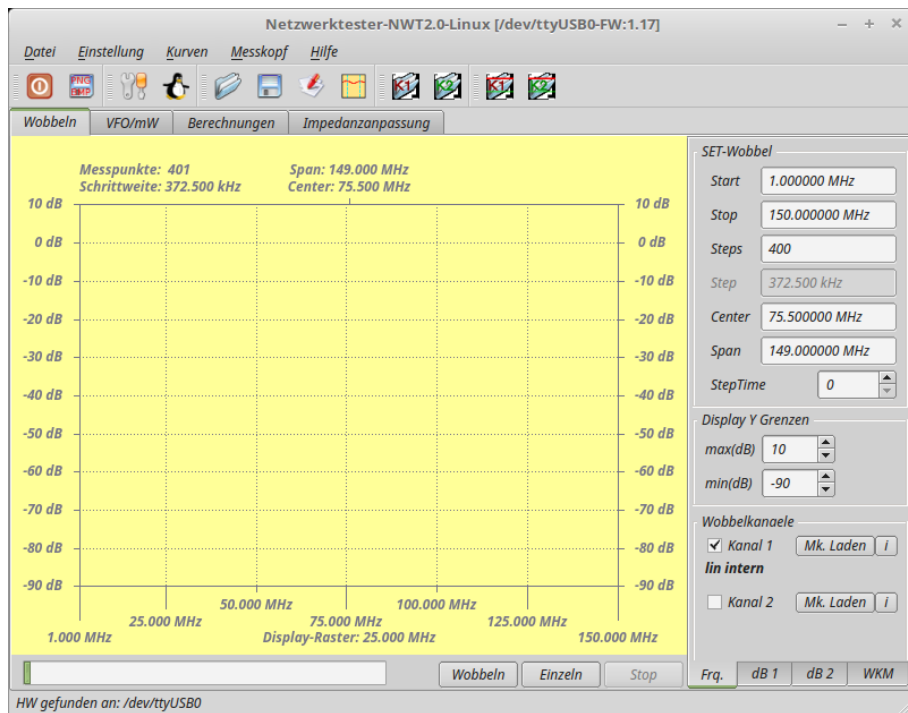 Netzwerktester-NWT2.0-Linux [/dev/ttyUSB0-FW:1.17]
Datei Einstellung Kurven Messkopf Hilfe
PNG
BMP
K1 K2 K1 K2
Wobbeln VFO/mW Berechnungen Impedanzanpassung
Messpunkte: 401 Span: 149.000 MHz
Schrittweite: 372.500 kHz Center: 75.500 MHz
10 dB 10 dB
0 dB 0 dB
-10 dB -10 dB
-20 dB -20 dB
-30 dB -30 dB
-40 dB -40 dB
-50 dB -50 dB
-60 dB -60 dB
-70 dB -70 dB
-80 dB -80 dB
-90 dB -90 dB
50.000 MHz 100.000 MHz
25.000 MHz 75.000 MHz 125.000 MHz
1.000 MHz Display-Raster: 25.000 MHz 150.000 MHz
SET-Wobbel
Start 1.000000 MHz
Stop 150.000000 MHz
Steps 400
Step 372.500 kHz
Center 75.500000 MHz
Span 149.000000 MHz
StepTime 0
Display Y Grenzen
max(dB) 10
min(dB) -90
Wobbelkanaele
Kanal 1 Mk. Laden i
lin intern
Kanal 2 Mk. Laden i
Wobbeln Einzeln Stop
Frq. dB 1 dB 2 WKM
HW gefunden an: /dev/ttyUSB0